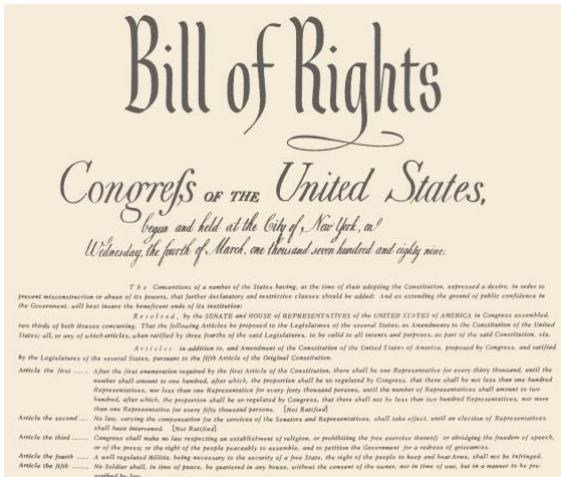 Bill of Rights
Congreſs OF THE United States,
begun and held at the City of New York, on
Wednesday, the fourth of March, one thousand seven hundred and eighty nine.
The Conventions of a number of the States having, at the time of their adopting the Constitution, expressed a desire, in order to
prevent misconstruction or abuse of its powers, that further declaratory and restrictive clauses should be added: And as extending the ground of public confidence in
the Government, will best insure the beneficent ends of its institution:
Resolved, by the SENATE and HOUSE of REPRESENTATIVES of the UNITED STATES of AMERICA in Congress assembled,
two thirds of both Houses concurring. That the following Articles be proposed to the Legislatures of the several States, as Amendments to the Constitution of the United
States; all, or any of which articles, when ratified by three fourths of the said Legislatures, to be valid to all intents and purposes, as part of the said Constitution, viz.
Articles in addition to, and Amendment of the Constitution of the United States of America, proposed by Congress, and ratified
by the Legislatures of the several States, pursuant to the fifth Article of the Original Constitution.
Article the first ...... After the first enumeration required by the first Article of the Constitution, there shall be one Representative for every thirty thousand, until the
number shall amount to one hundred, after which, the proportion shall be so regulated by Congress, that there shall be not less than one hundred
Representatives, nor less than one Representative for every forty thousand persons, until the number of Representatives shall amount to two
hundred, after which, the proportion shall be so regulated by Congress, that there shall not be less than two hundred Representatives, nor more
than one Representative for every fifty thousand persons. [Not Ratified]
Article the second .... No law, varying the compensation for the services of the Senators and Representatives, shall take effect, until an election of Representatives
shall have intervened. [Not Ratified]
Article the third ....... Congress shall make no law respecting an establishment of religion, or prohibiting the free exercise thereof; or abridging the freedom of speech,
or of the press; or the right of the people peaceably to assemble, and to petition the Government for a redress of grievances.
Article the fourth ..... A well regulated Militia, being necessary to the security of a free State, the right of the people to keep and bear Arms, shall not be infringed.
Article the fifth ....... No Soldier shall, in time of peace, be quartered in any house, without the consent of the owner, nor in time of war, but in a manner to be pre-
scribed by law.